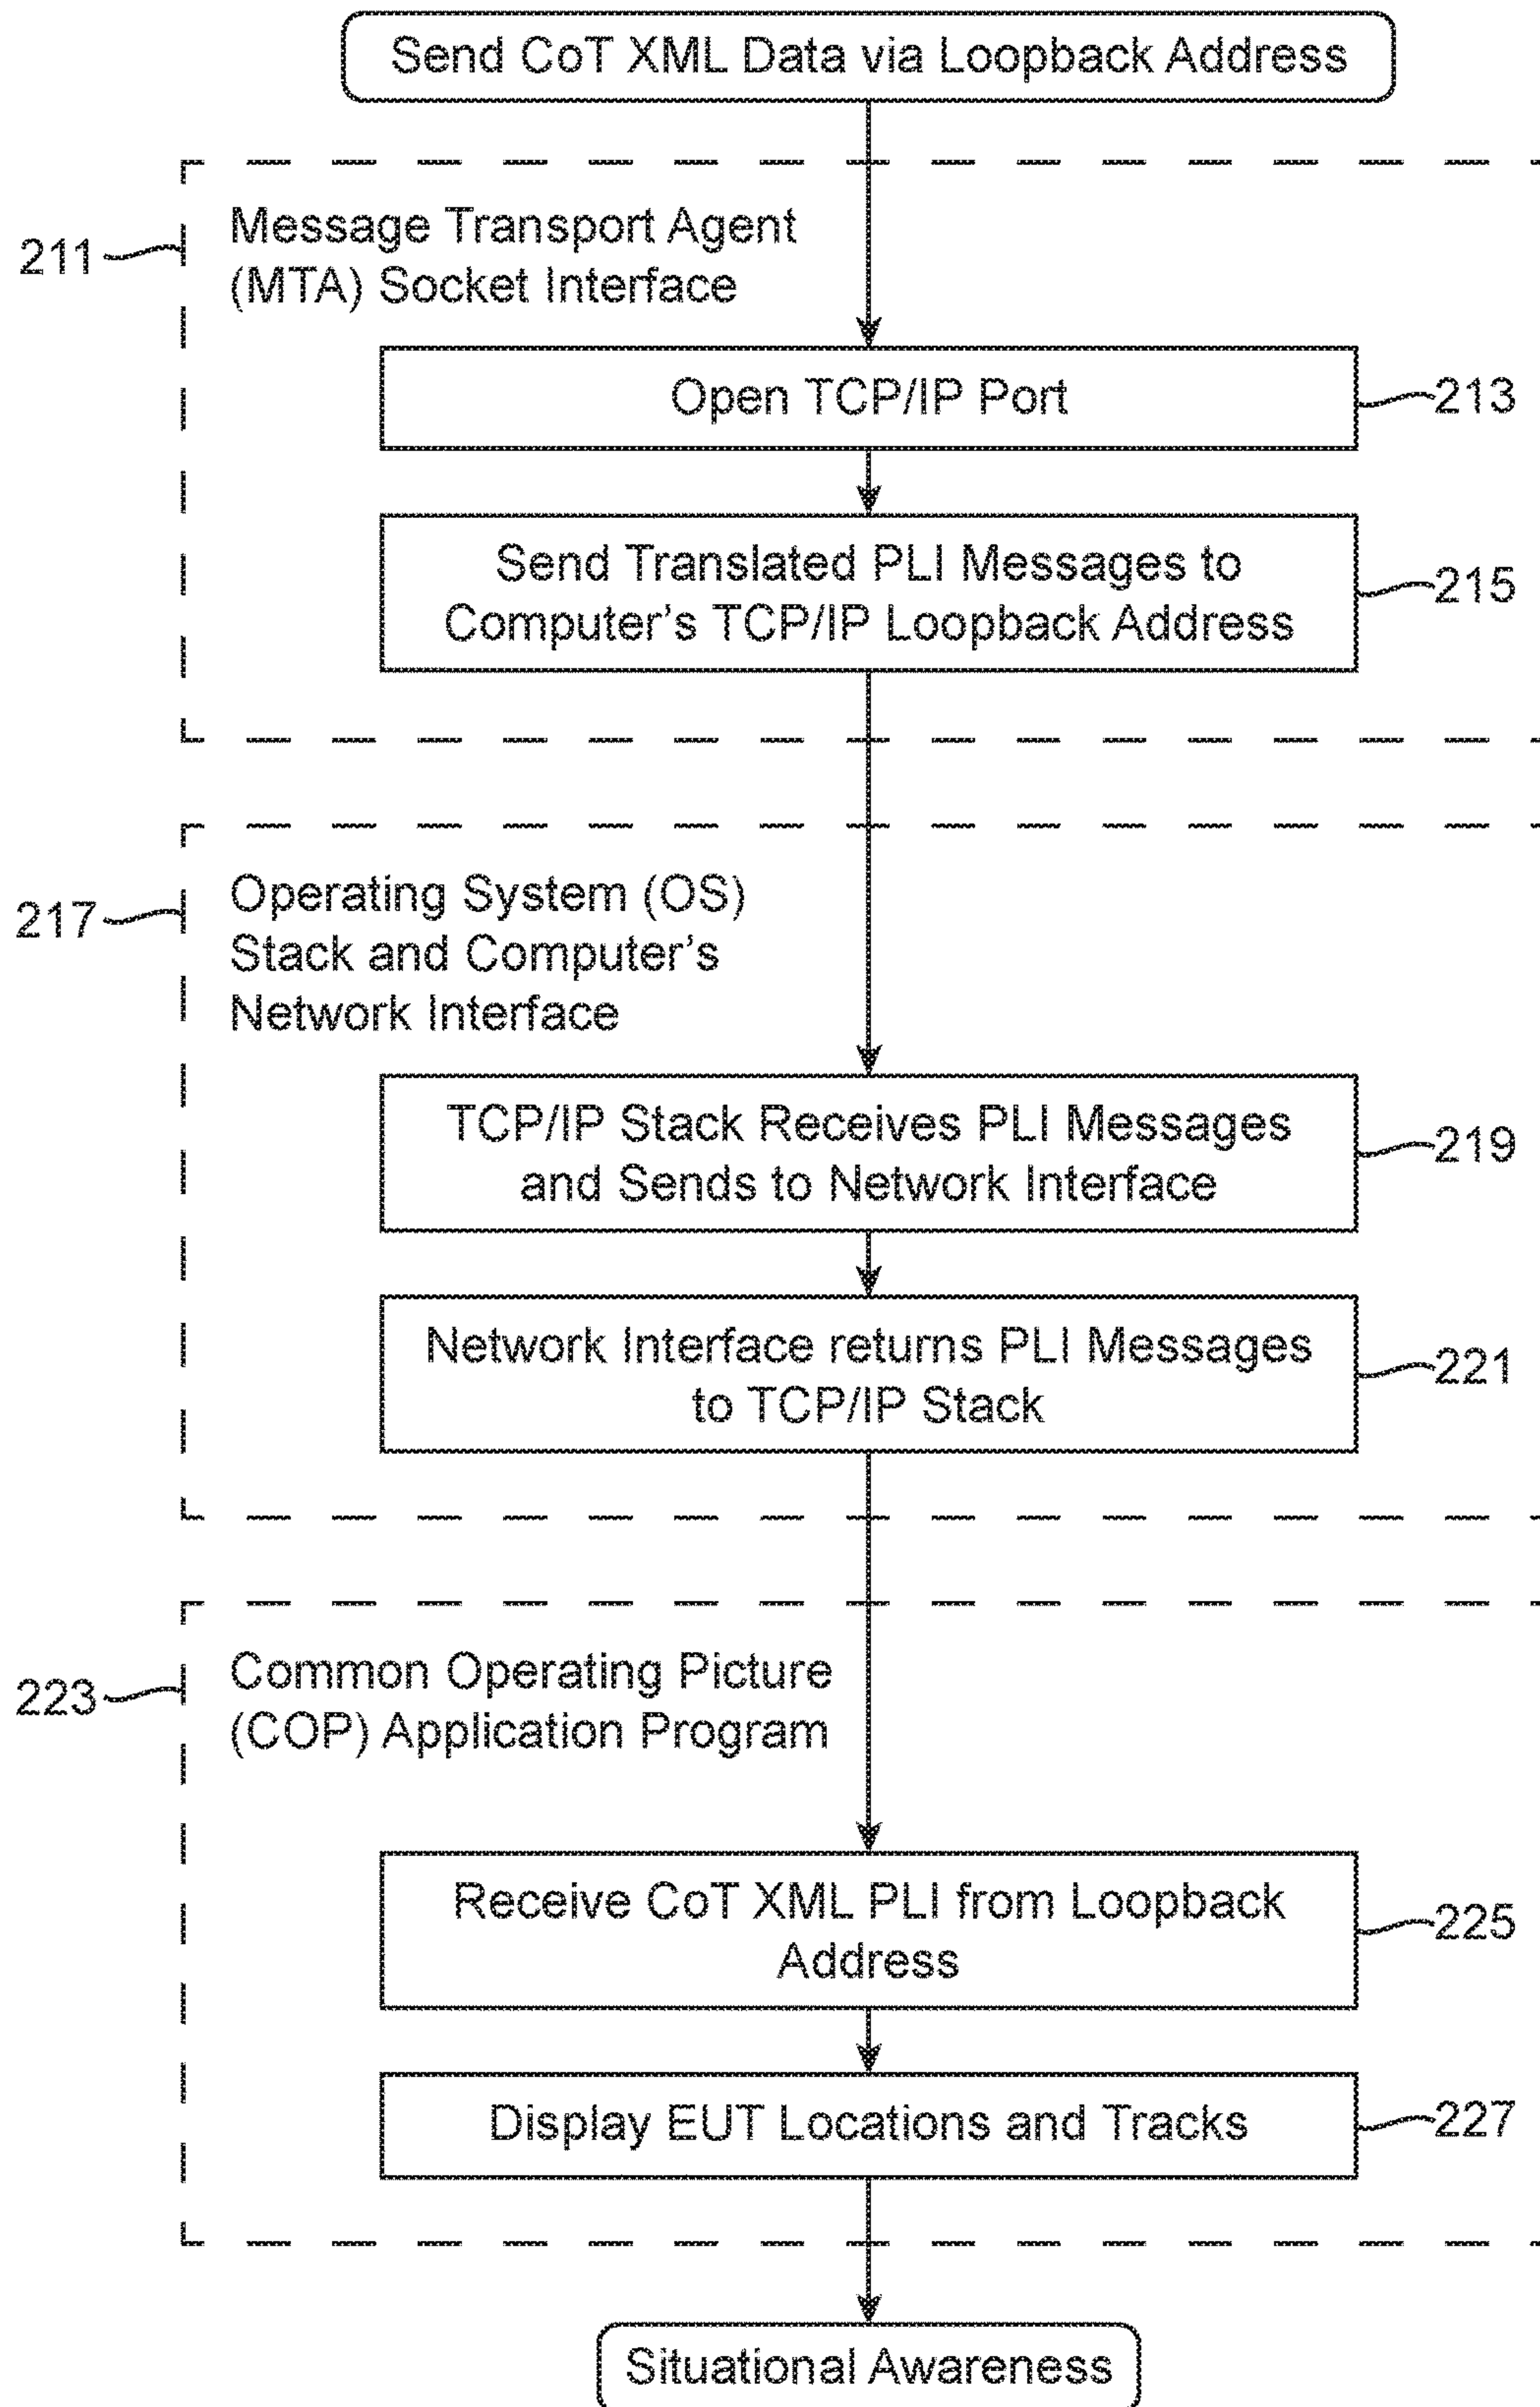 Send CoT XML Data via Loopback Address
211
Message Transport Agent
(MTA) Socket Interface
Open TCP/IP Port
213
Send Translated PLI Messages to
Computer's TCP/IP Loopback Address
215
217
Operating System (OS)
Stack and Computer's
Network Interface
TCP/IP Stack Receives PLI Messages
and Sends to Network Interface
219
Network Interface returns PLI Messages
to TCP/IP Stack
221
223
Common Operating Picture
(COP) Application Program
Receive CoT XML PLI from Loopback
Address
225
Display EUT Locations and Tracks
227
Situational Awareness